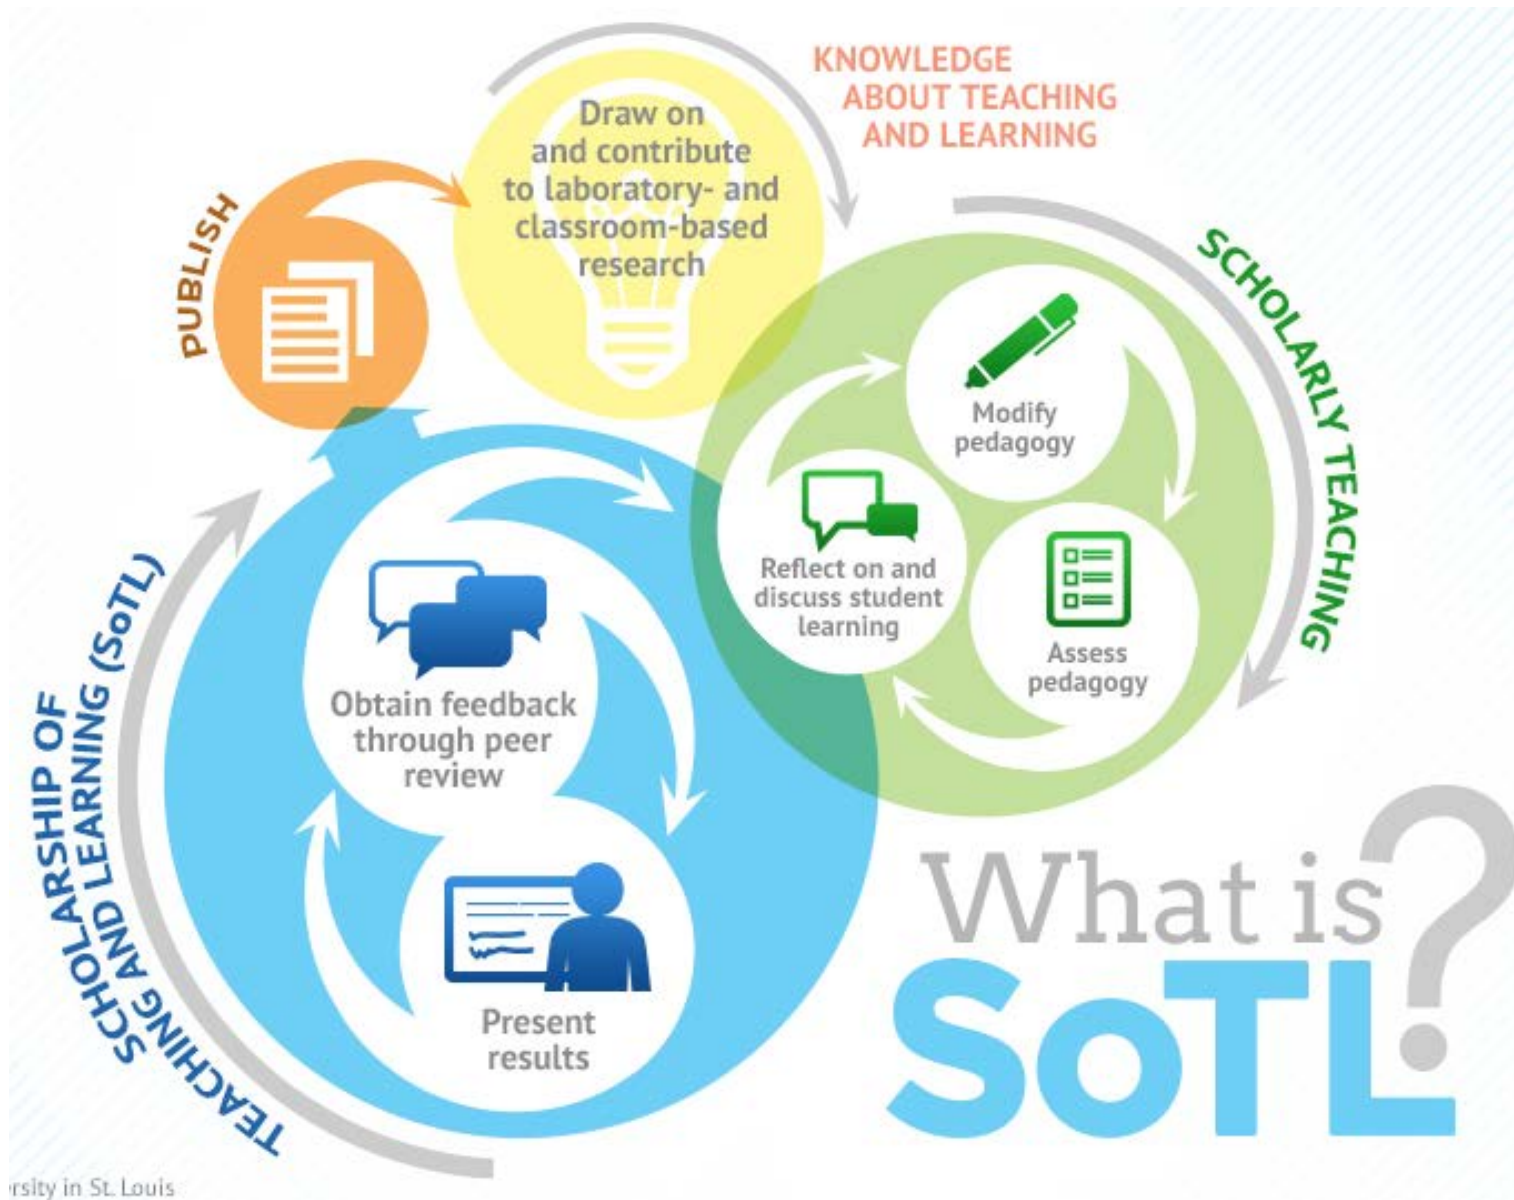 KNOWLEDGE
ABOUT TEACHING
AND LEARNING
Draw on
and contribute
to laboratory- and
classroom-based
research
PUBLISH
SCHOLARLY TEACHING
Modify
pedagogy
Reflect on and
discuss student
learning
Assess
pedagogy
SCHOLARSHIP OF
TEACHING AND LEARNING (SoTL)
Obtain feedback
through peer
review
Present
results
What is
SoTL?
rsity in St. Louis